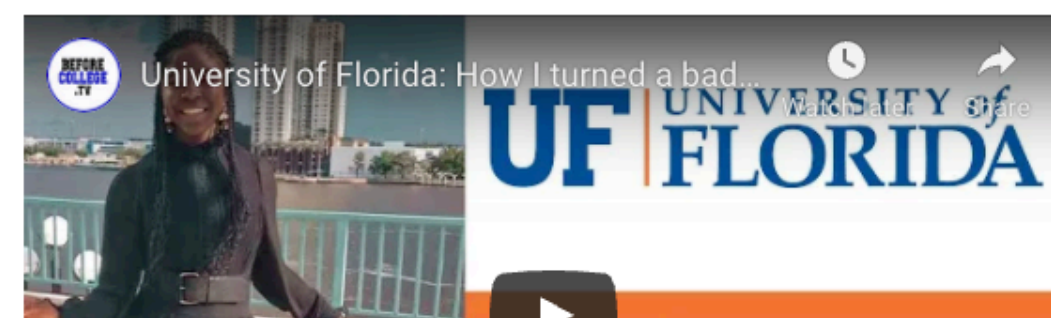 BEFORE
COLLEGE
.TV
University of Florida: How I turned a bad...
Watch later
Share
UF
UNIVERSITY of
FLORIDA